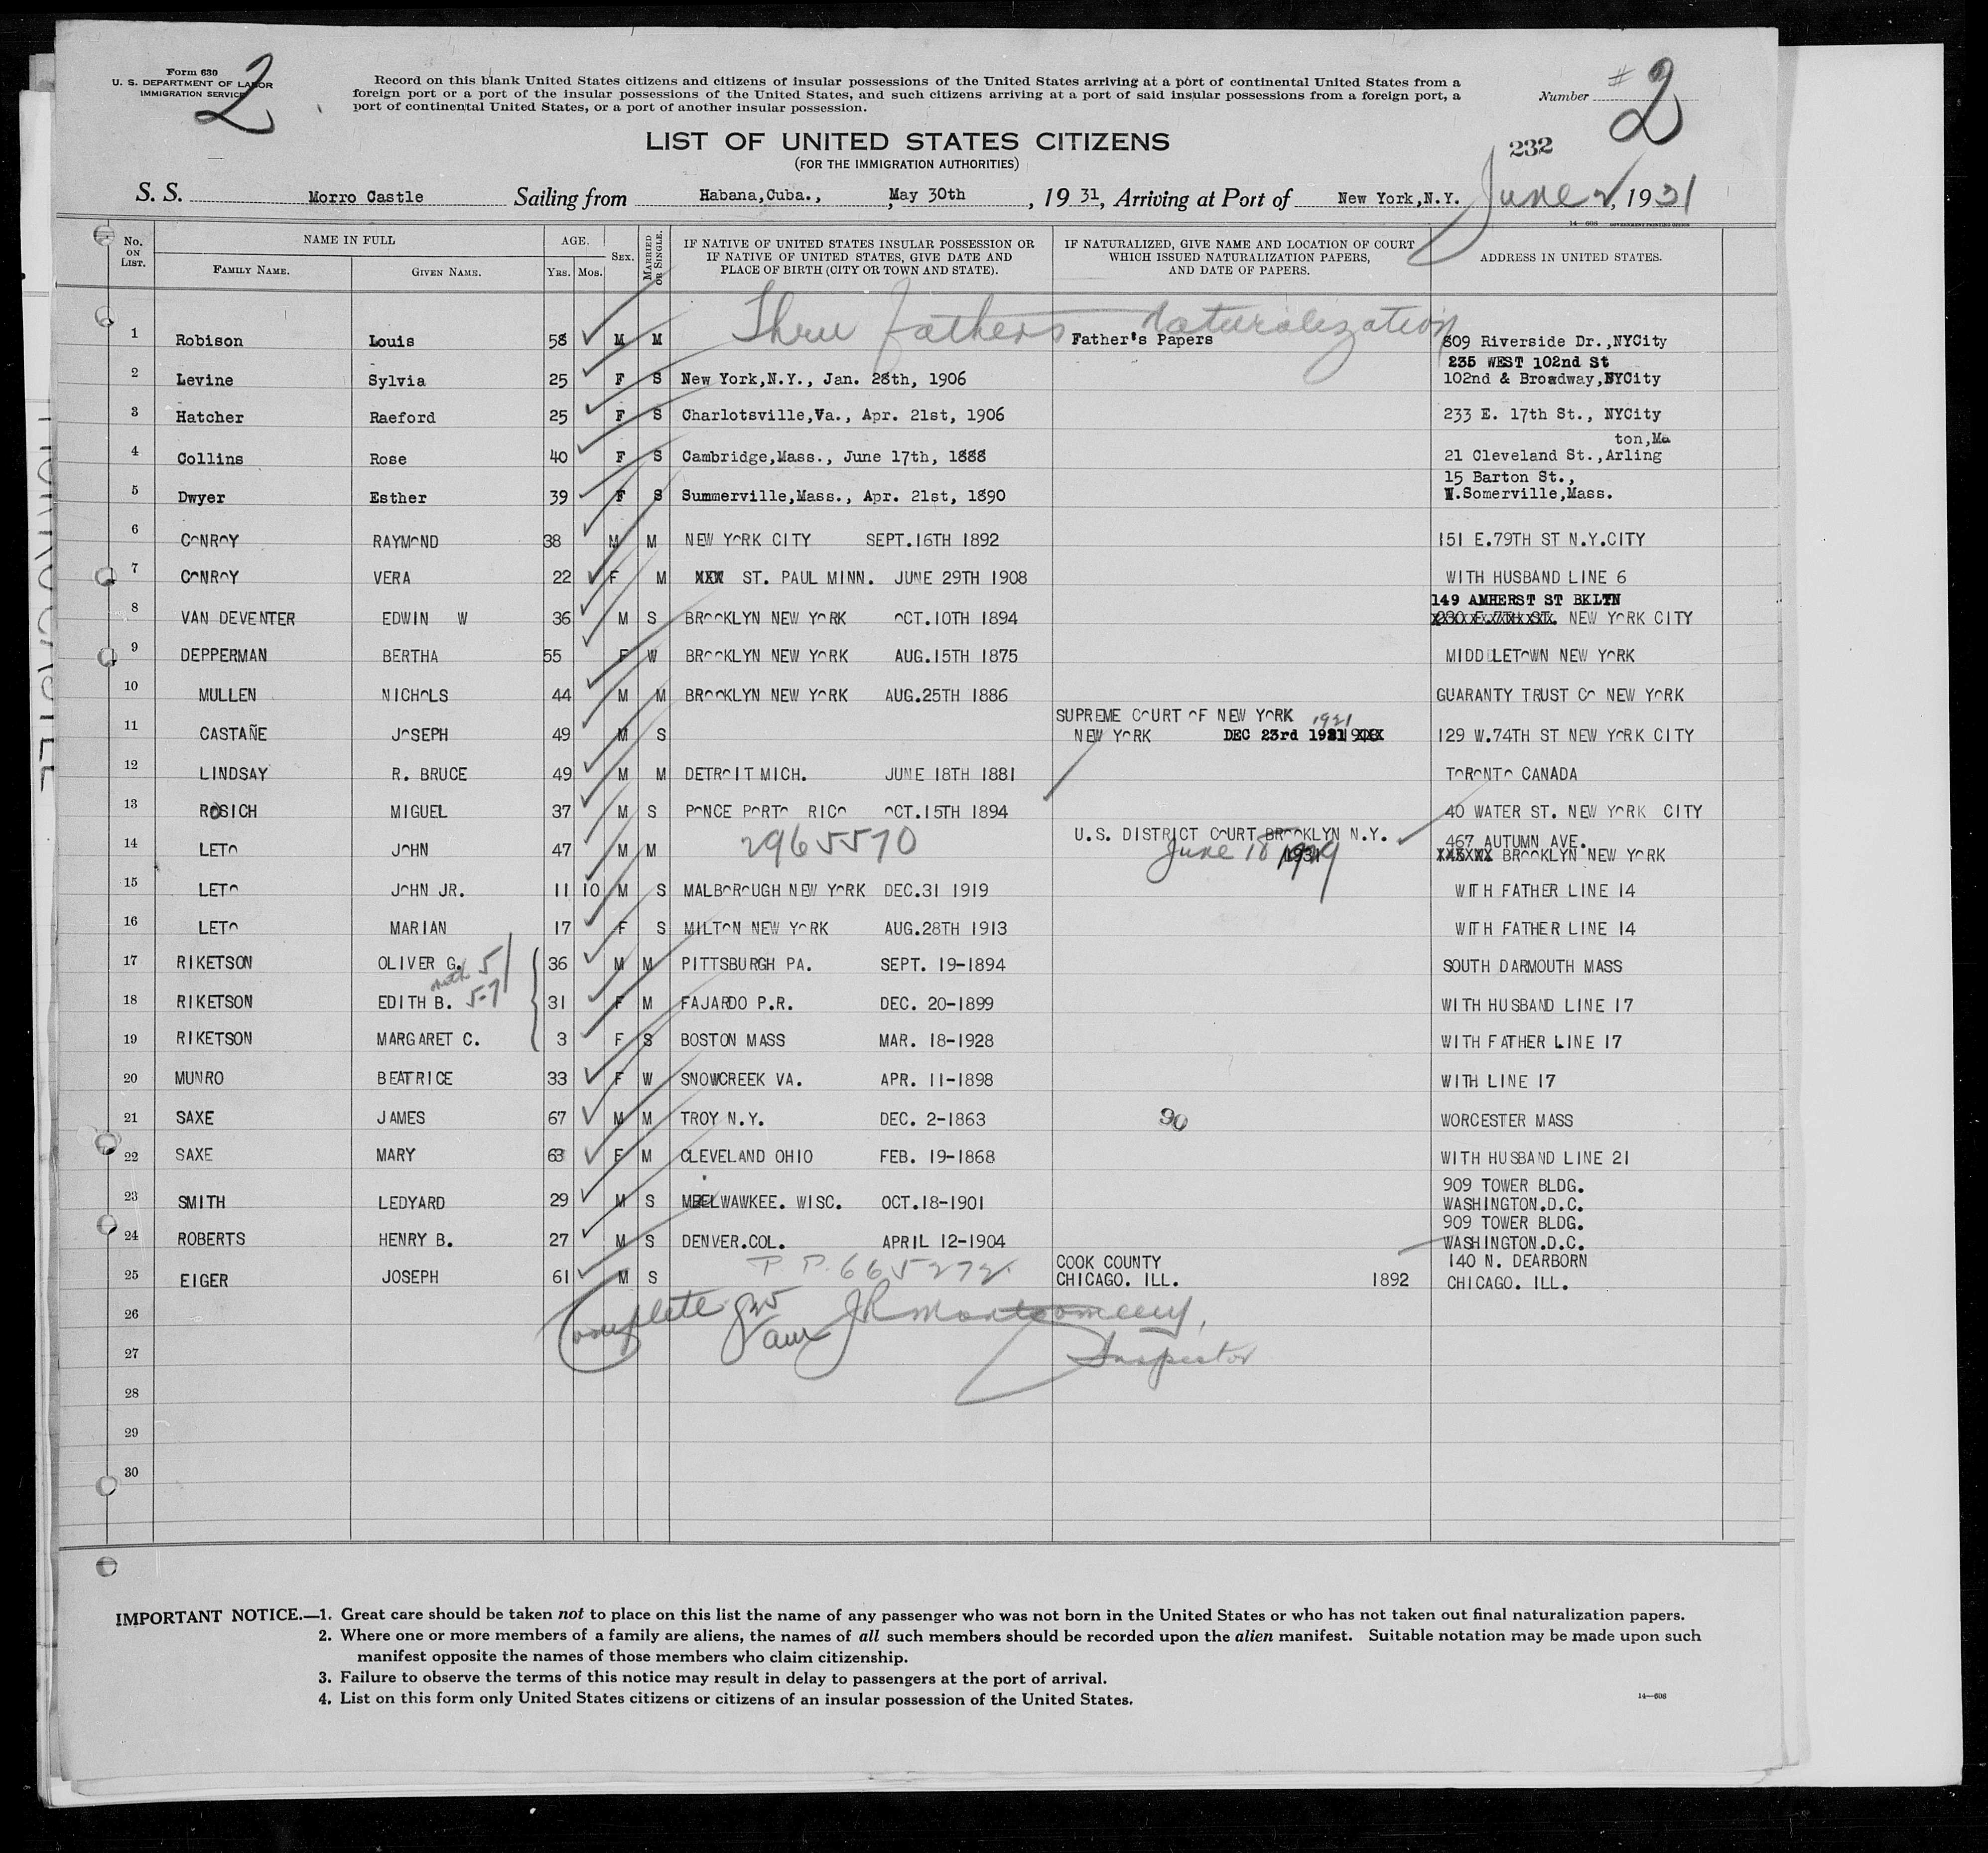 Form 630
U. S. DEPARTMENT OF LABOR
IMMIGRATION SERVICE
2
Record on this blank United States citizens and citizens of insular possessions of the United States arriving at a port of continental United States from a
foreign port or a port of the insular possessions of the United States, and such citizens arriving at a port of said insular possessions from a foreign port, a
port of continental United States, or a port of another insular possession.
Number # 2
LIST OF UNITED STATES CITIZENS
(FOR THE IMMIGRATION AUTHORITIES)
232
S. S. Morro Castle Sailing from Habana,Cuba., May 30th, 1931, Arriving at Port of New York,N.Y. June 2, 1931
14-608 GOVERNMENT PRINTING OFFICE
No. ON LIST. NAME IN FULL FAMILY NAME. GIVEN NAME. AGE. YRS. MOS. SEX. MARRIED OR SINGLE. IF NATIVE OF UNITED STATES INSULAR POSSESSION OR IF NATIVE OF UNITED STATES, GIVE DATE AND PLACE OF BIRTH (CITY OR TOWN AND STATE). IF NATURALIZED, GIVE NAME AND LOCATION OF COURT WHICH ISSUED NATURALIZATION PAPERS, AND DATE OF PAPERS. ADDRESS IN UNITED STATES.
Thru fathers Naturalization
1 Robison Louis 58 M M Father's Papers 809 Riverside Dr.,NYCity
235 WEST 102nd St
2 Levine Sylvia 25 F S New York,N.Y., Jan. 28th, 1906 102nd & Broadway,NYCity
3 Hatcher Raeford 25 F S Charlotsville,Va., Apr. 21st, 1906 233 E. 17th St., NYCity
ton,Ma
4 Collins Rose 40 F S Cambridge,Mass., June 17th, 1888 21 Cleveland St.,Arling
15 Barton St.,
5 Dwyer Esther 39 F S Summerville,Mass., Apr. 21st, 1890 W.Somerville,Mass.
6 CONROY RAYMOND 38 M M NEW YORK CITY SEPT.16TH 1892 151 E.79TH ST N.Y.CITY
7 CONROY VERA 22 F M XXX ST. PAUL MINN. JUNE 29TH 1908 WITH HUSBAND LINE 6
149 AMHERST ST BKLYN
8 VAN DEVENTER EDWIN W 36 M S BROOKLYN NEW YORK OCT.10TH 1894 NEW YORK CITY
9 DEPPERMAN BERTHA 55 F W BROOKLYN NEW YORK AUG.15TH 1875 MIDDLETOWN NEW YORK
10 MULLEN NICHOLS 44 M M BROOKLYN NEW YORK AUG.25TH 1886 GUARANTY TRUST CO NEW YORK
SUPREME COURT OF NEW YORK 1921
11 CASTAÑE JOSEPH 49 M S NEW YORK DEC 23rd 1921 129 W.74TH ST NEW YORK CITY
12 LINDSAY R. BRUCE 49 M M DETROIT MICH. JUNE 18TH 1881 TORONTO CANADA
13 ROSICH MIGUEL 37 M S PONCE PORTO RICO OCT.15TH 1894 40 WATER ST. NEW YORK CITY
U.S. DISTRICT COURT BROOKLYN N.Y. 467 AUTUMN AVE.
14 LETO JOHN 47 M M 2965570 June 18 1929 BROOKLYN NEW YORK
15 LETO JOHN JR. 11 10 M S MALBOROUGH NEW YORK DEC.31 1919 WITH FATHER LINE 14
16 LETO MARIAN 17 F S MILTON NEW YORK AUG.28TH 1913 WITH FATHER LINE 14
17 RIKETSON OLIVER G. 51 36 M M PITTSBURGH PA. SEPT. 19-1894 SOUTH DARMOUTH MASS
18 RIKETSON EDITH B. 57 31 F M FAJARDO P.R. DEC. 20-1899 WITH HUSBAND LINE 17
19 RIKETSON MARGARET C. 3 F S BOSTON MASS MAR. 18-1928 WITH FATHER LINE 17
20 MUNRO BEATRICE 33 F W SNOWCREEK VA. APR. 11-1898 WITH LINE 17
21 SAXE JAMES 67 M M TROY N.Y. DEC. 2-1863 90 WORCESTER MASS
22 SAXE MARY 63 F M CLEVELAND OHIO FEB. 19-1868 WITH HUSBAND LINE 21
909 TOWER BLDG.
23 SMITH LEDYARD 29 M S MEELWAWKEE. WISC. OCT.18-1901 WASHINGTON.D.C.
909 TOWER BLDG.
24 ROBERTS HENRY B. 27 M S DENVER.COL. APRIL 12-1904 WASHINGTON.D.C.
P.P. 665272 COOK COUNTY 140 N. DEARBORN
25 EIGER JOSEPH 61 M S CHICAGO. ILL. 1892 CHICAGO. ILL.
26 Complete JR Montgomery,
27 Inspector
28
29
30
IMPORTANT NOTICE.—1. Great care should be taken not to place on this list the name of any passenger who was not born in the United States or who has not taken out final naturalization papers.
2. Where one or more members of a family are aliens, the names of all such members should be recorded upon the alien manifest. Suitable notation may be made upon such
manifest opposite the names of those members who claim citizenship.
3. Failure to observe the terms of this notice may result in delay to passengers at the port of arrival.
4. List on this form only United States citizens or citizens of an insular possession of the United States.
14—608